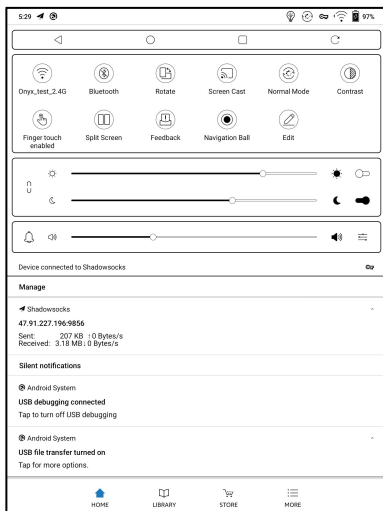 5:29
97%
Onyx_test_2.4G
Bluetooth
Rotate
Screen Cast
Normal Mode
Contrast
Finger touch
enabled
Split Screen
Feedback
Navigation Ball
Edit
Device connected to Shadowsocks
Manage
Shadowsocks
47.91.227.196:9856
Sent: 207 KB ↑0 Bytes/s
Received: 3.18 MB↓0 Bytes/s
Silent notifications
Android System
USB debugging connected
Tap to turn off USB debugging
Android System
USB file transfer turned on
Tap for more options.
HOME
LIBRARY
STORE
MORE